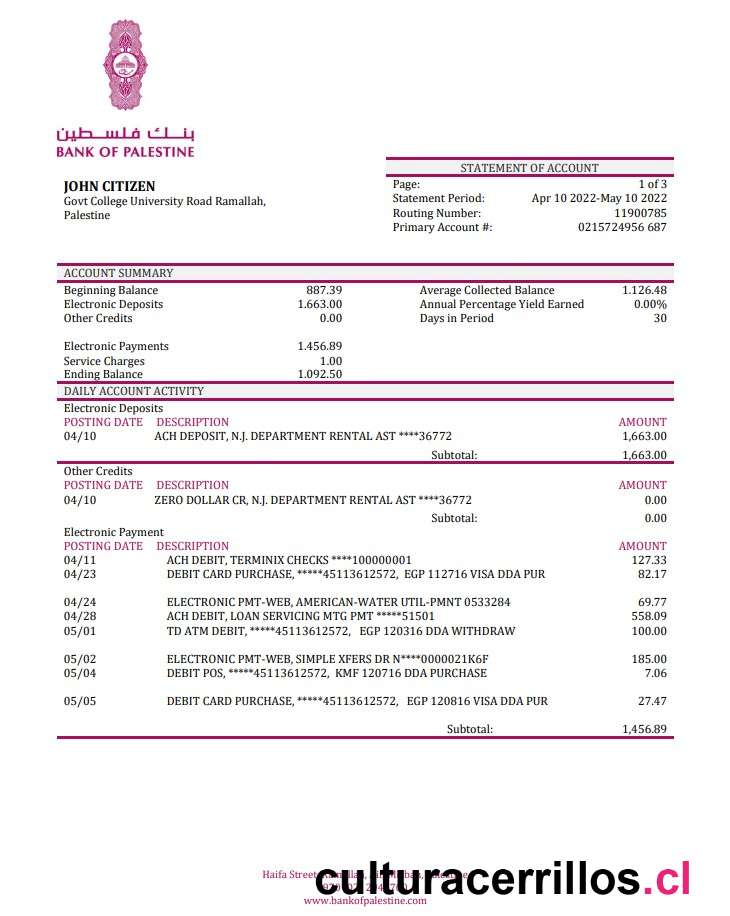 بنك فلسطين
BANK OF PALESTINE
STATEMENT OF ACCOUNT
JOHN CITIZEN
Govt College University Road Ramallah,
Palestine
Page: 1 of 3
Statement Period: Apr 10 2022-May 10 2022
Routing Number: 11900785
Primary Account #: 0215724956 687
ACCOUNT SUMMARY
Beginning Balance 887.39 Average Collected Balance 1.126.48
Electronic Deposits 1.663.00 Annual Percentage Yield Earned 0.00%
Other Credits 0.00 Days in Period 30
Electronic Payments 1.456.89
Service Charges 1.00
Ending Balance 1.092.50
DAILY ACCOUNT ACTIVITY
Electronic Deposits
POSTING DATE DESCRIPTION AMOUNT
04/10 ACH DEPOSIT, N.J. DEPARTMENT RENTAL AST ****36772 1,663.00
Subtotal: 1,663.00
Other Credits
POSTING DATE DESCRIPTION AMOUNT
04/10 ZERO DOLLAR CR, N.J. DEPARTMENT RENTAL AST ****36772 0.00
Subtotal: 0.00
Electronic Payment
POSTING DATE DESCRIPTION AMOUNT
04/11 ACH DEBIT, TERMINIX CHECKS ****100000001 127.33
04/23 DEBIT CARD PURCHASE, *****45113612572, EGP 112716 VISA DDA PUR 82.17
04/24 ELECTRONIC PMT-WEB, AMERICAN-WATER UTIL-PMNT 0533284 69.77
04/28 ACH DEBIT, LOAN SERVICING MTG PMT *****51501 558.09
05/01 TD ATM DEBIT, *****45113612572, EGP 120316 DDA WITHDRAW 100.00
05/02 ELECTRONIC PMT-WEB, SIMPLE XFERS DR N****0000021K6F 185.00
05/04 DEBIT POS, *****45113612572, KMF 120716 DDA PURCHASE 7.06
05/05 DEBIT CARD PURCHASE, *****45113612572, EGP 120816 VISA DDA PUR 27.47
Subtotal: 1,456.89
Haifa Street
culturacerrillos.cl
www.bankofpalestine.com